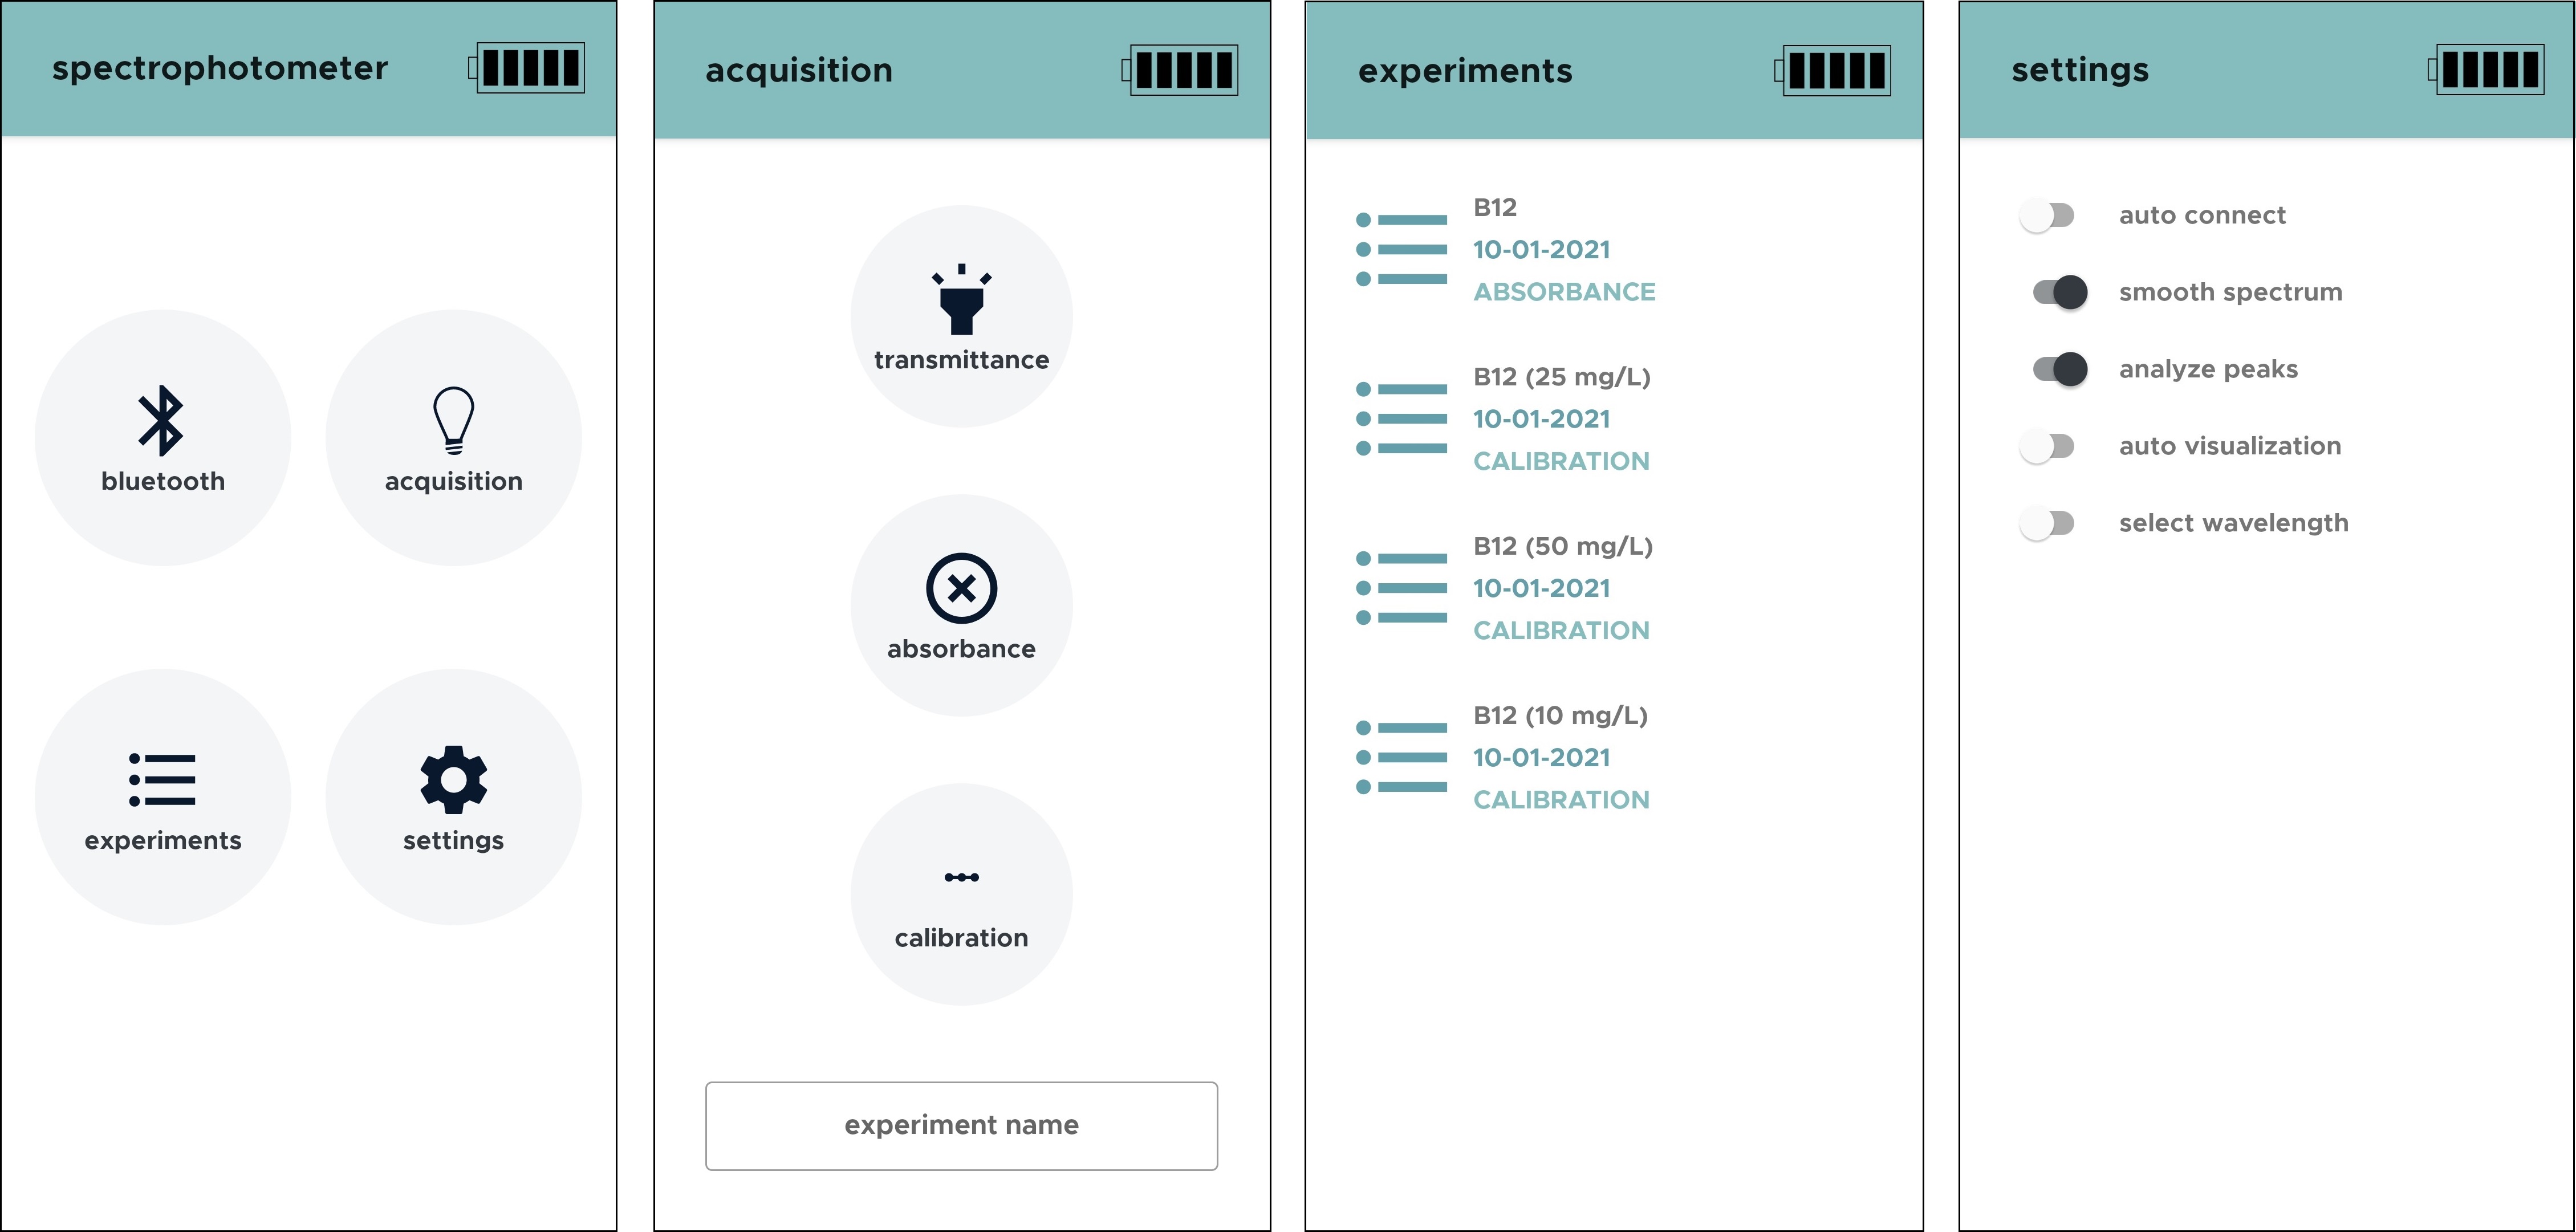 spectrophotometer
bluetooth
acquisition
experiments
settings
acquisition
transmittance
absorbance
calibration
experiment name
experiments
B12
10-01-2021
ABSORBANCE
B12 (25 mg/L)
10-01-2021
CALIBRATION
B12 (50 mg/L)
10-01-2021
CALIBRATION
B12 (10 mg/L)
10-01-2021
CALIBRATION
settings
auto connect
smooth spectrum
analyze peaks
auto visualization
select wavelength